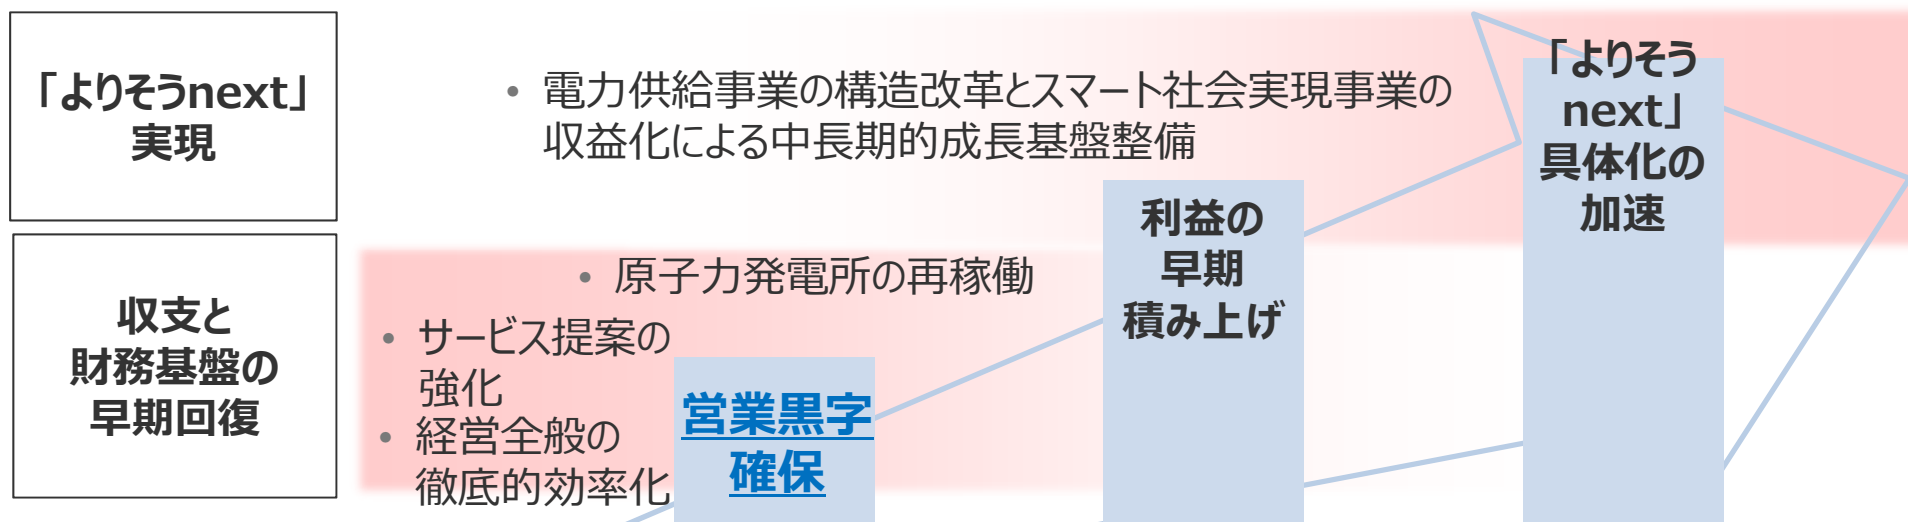 「よりそうnext」
実現
• 電力供給事業の構造改革とスマート社会実現事業の
収益化による中長期的成長基盤整備
「よりそう
next」
具体化の
加速
利益の
早期
積み上げ
収支と
財務基盤の
早期回復
• 原子力発電所の再稼働
• サービス提案の
強化
• 経営全般の
徹底的効率化
営業黒字
確保